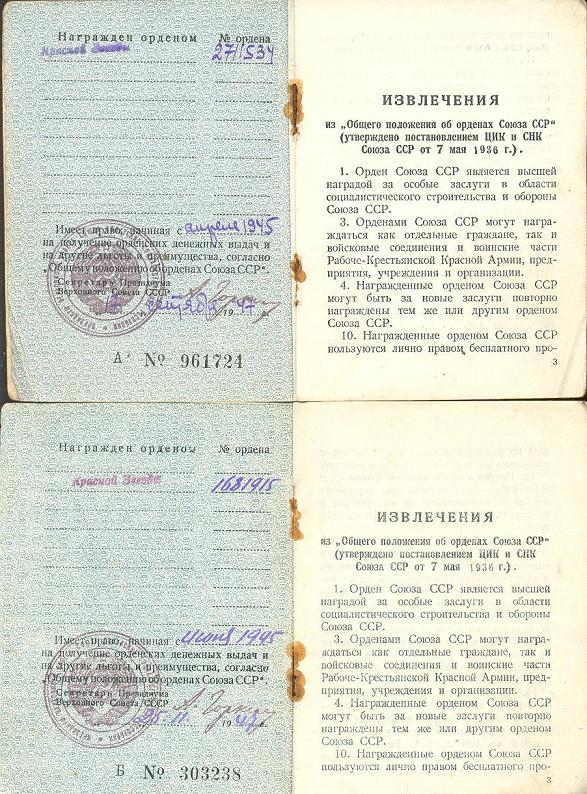 Награжден орденом № ордена
Красной Звезды
Имеет право, начиная с апреля 1945
на получение орденских денежных выдач и
на другие льготы и преимущества, согласно
„Общему положению об орденах Союза ССР“.
Секретарь Президиума
Верховного Совета СССР
19 47 г.
А № 961724
ИЗВЛЕЧЕНИЯ
из „Общего положения об орденах Союза ССР“
(утверждено постановлением ЦИК и СНК
Союза ССР от 7 мая 1936 г.).
1. Орден Союза ССР является высшей
наградой за особые заслуги в области
социалистического строительства и обороны
Союза ССР.
3. Орденами Союза ССР могут награ-
ждаться как отдельные граждане, так и
войсковые соединения и воинские части
Рабоче-Крестьянской Красной Армии, пред-
приятия, учреждения и организации.
4. Награжденные орденом Союза ССР
могут быть за новые заслуги повторно
награждены тем же или другим орденом
Союза ССР.
10. Награжденные орденом Союза ССР
пользуются лично правом бесплатного про-
3
Награжден орденом № ордена
Красной Звезды 1681915
Имеет право, начиная с июня 1945
на получение орденских денежных выдач и
на другие льготы и преимущества, согласно
„Общему положению об орденах Союза ССР“.
Секретарь Президиума
Верховного Совета СССР
19 г.
Б № 303238
ИЗВЛЕЧЕНИЯ
из „Общего положения об орденах Союза ССР“
(утверждено постановлением ЦИК и СНК
Союза ССР от 7 мая 1936 г.).
1. Орден Союза ССР является высшей
наградой за особые заслуги в области
социалистического строительства и обороны
Союза ССР.
3. Орденами Союза ССР могут награ-
ждаться как отдельные граждане, так и
войсковые соединения и воинские части
Рабоче-Крестьянской Красной Армии, пред-
приятия, учреждения и организации.
4. Награжденные орденом Союза ССР
могут быть за новые заслуги повторно
награждены тем же или другим орденом
Союза ССР.
10. Награжденные орденом Союза ССР
пользуются лично правом бесплатного про-
3